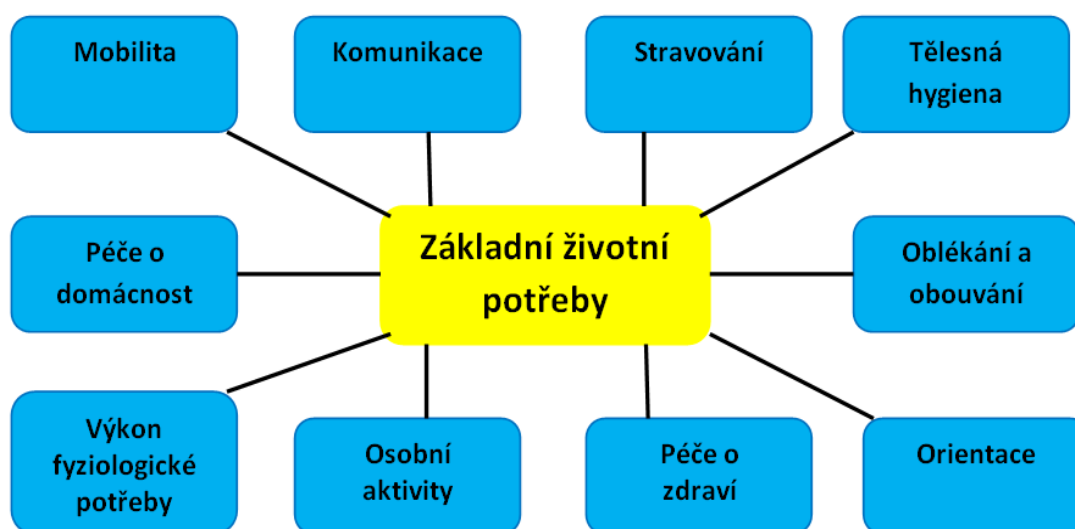 Mobilita
Komunikace
Stravování
Tělesná
hygiena
Péče o
domácnost
Základní životní
potřeby
Oblékání a
obouvání
Výkon
fyziologické
potřeby
Osobní
aktivity
Péče o
zdraví
Orientace